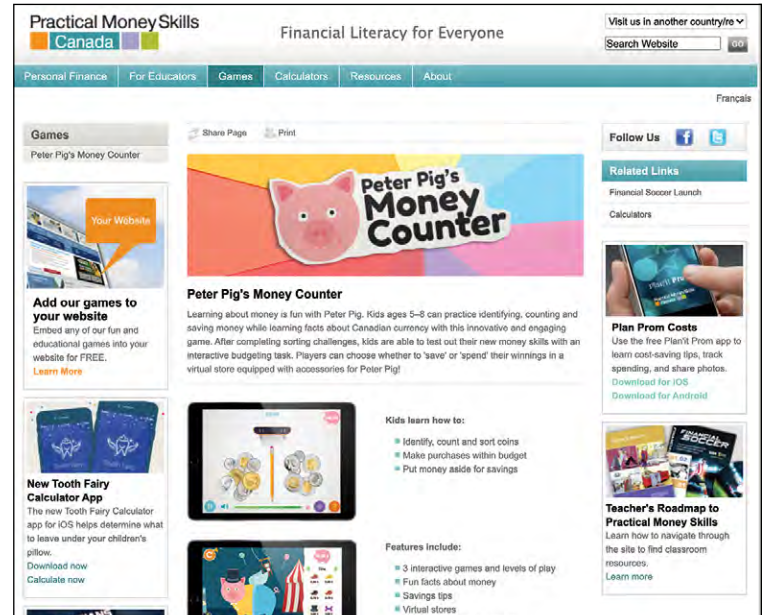 Practical Money Skills
Canada
Financial Literacy for Everyone
Visit us in another country/re
Search Website
GO
Personal Finance
For Educators
Games
Calculators
Resources
About
Français
Games
Peter Pig's Money Counter
Your Website
Add our games to
your website
Embed any of our fun and
educational games into your
website for FREE.
Learn More
New Tooth Fairy
Calculator App
The new Tooth Fairy Calculator
app for iOS helps determine what
to leave under your children's
pillow.
Download now
Calculate now
Share Page
Print
Peter Pig's
Money
Counter
Peter Pig's Money Counter
Learning about money is fun with Peter Pig. Kids ages 5–8 can practice identifying, counting and
saving money while learning facts about Canadian currency with this innovative and engaging
game. After completing sorting challenges, kids are able to test out their new money skills with an
interactive budgeting task. Players can choose whether to 'save' or 'spend' their winnings in a
virtual store equipped with accessories for Peter Pig!
Kids learn how to:
Identify, count and sort coins
Make purchases within budget
Put money aside for savings
Features include:
3 interactive games and levels of play
Fun facts about money
Savings tips
Virtual stores
Follow Us
Related Links
Financial Soccer Launch
Calculators
Plan Prom Costs
Use the free Plan'it Prom app to
learn cost-saving tips, track
spending, and share photos.
Download for iOS
Download for Android
FINANCIAL
SOCCER
Teacher's Roadmap to
Practical Money Skills
Learn how to navigate through
the site to find classroom
resources.
Learn more